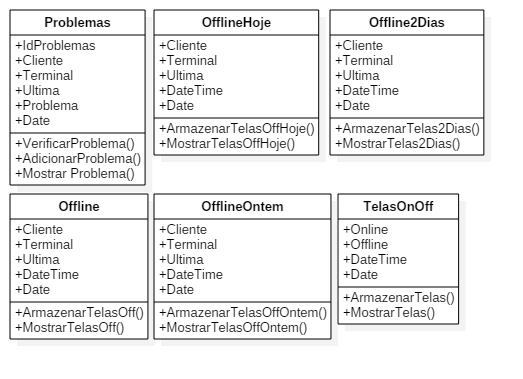 Problemas
+IdProblemas
+Cliente
+Terminal
+Ultima
+Problema
+Date
+VerificarProblema()
+AdicionarProblema()
+Mostrar Problema()
OfflineHoje
+Cliente
+Terminal
+Ultima
+DateTime
+Date
+ArmazenarTelasOffHoje()
+MostrarTelasOffHoje()
Offline2Dias
+Cliente
+Terminal
+Ultima
+DateTime
+Date
+ArmazenarTelas2Dias()
+MostrarTelas2Dias()
Offline
+Cliente
+Terminal
+Ultima
+DateTime
+Date
+ArmazenarTelasOff()
+MostrarTelasOff()
OfflineOntem
+Cliente
+Terminal
+Ultima
+DateTime
+Date
+ArmazenarTelasOffOntem()
+MostrarTelasOffOntem()
TelasOnOff
+Online
+Offline
+DateTime
+Date
+ArmazenarTelas()
+MostrarTelas()